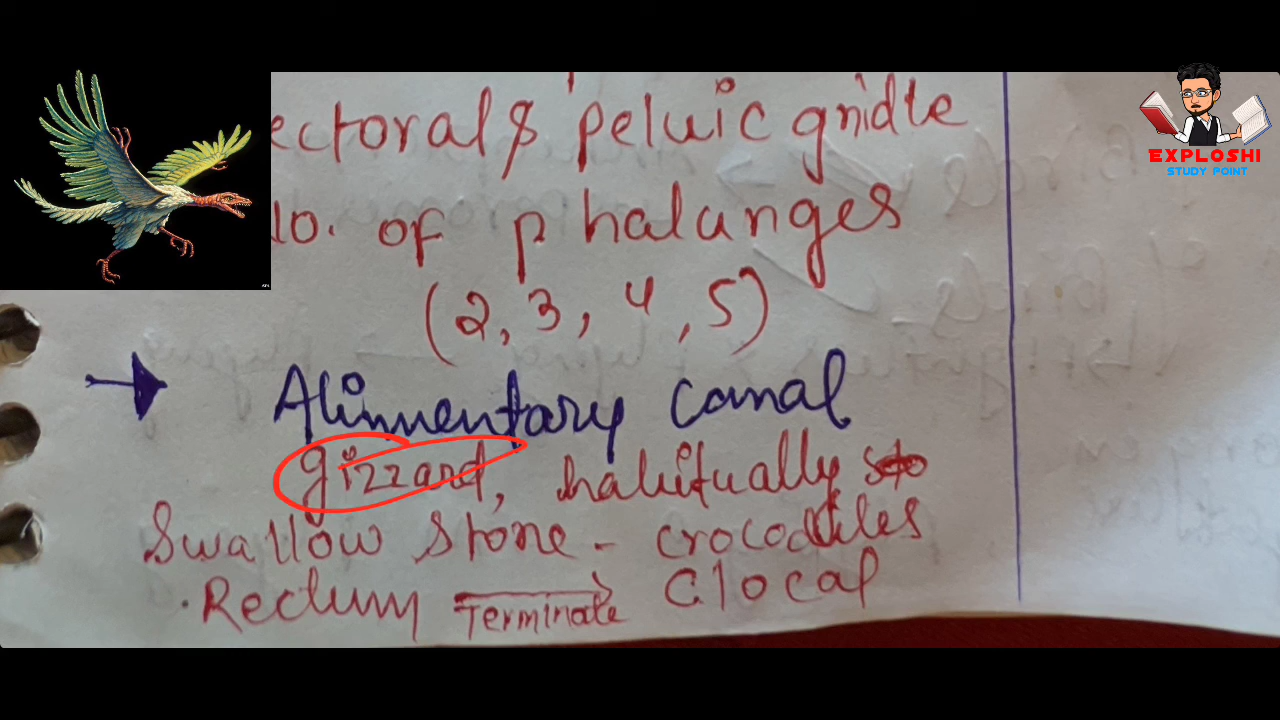 ectoral & pelvic girdle
No. of phalanges
(2, 3, 4, 5)
Alimentary canal
gizzard, habitually
Swallow stone - crocodiles
. Rectum Terminate Clocal
EXPLOSHI
STUDY POINT